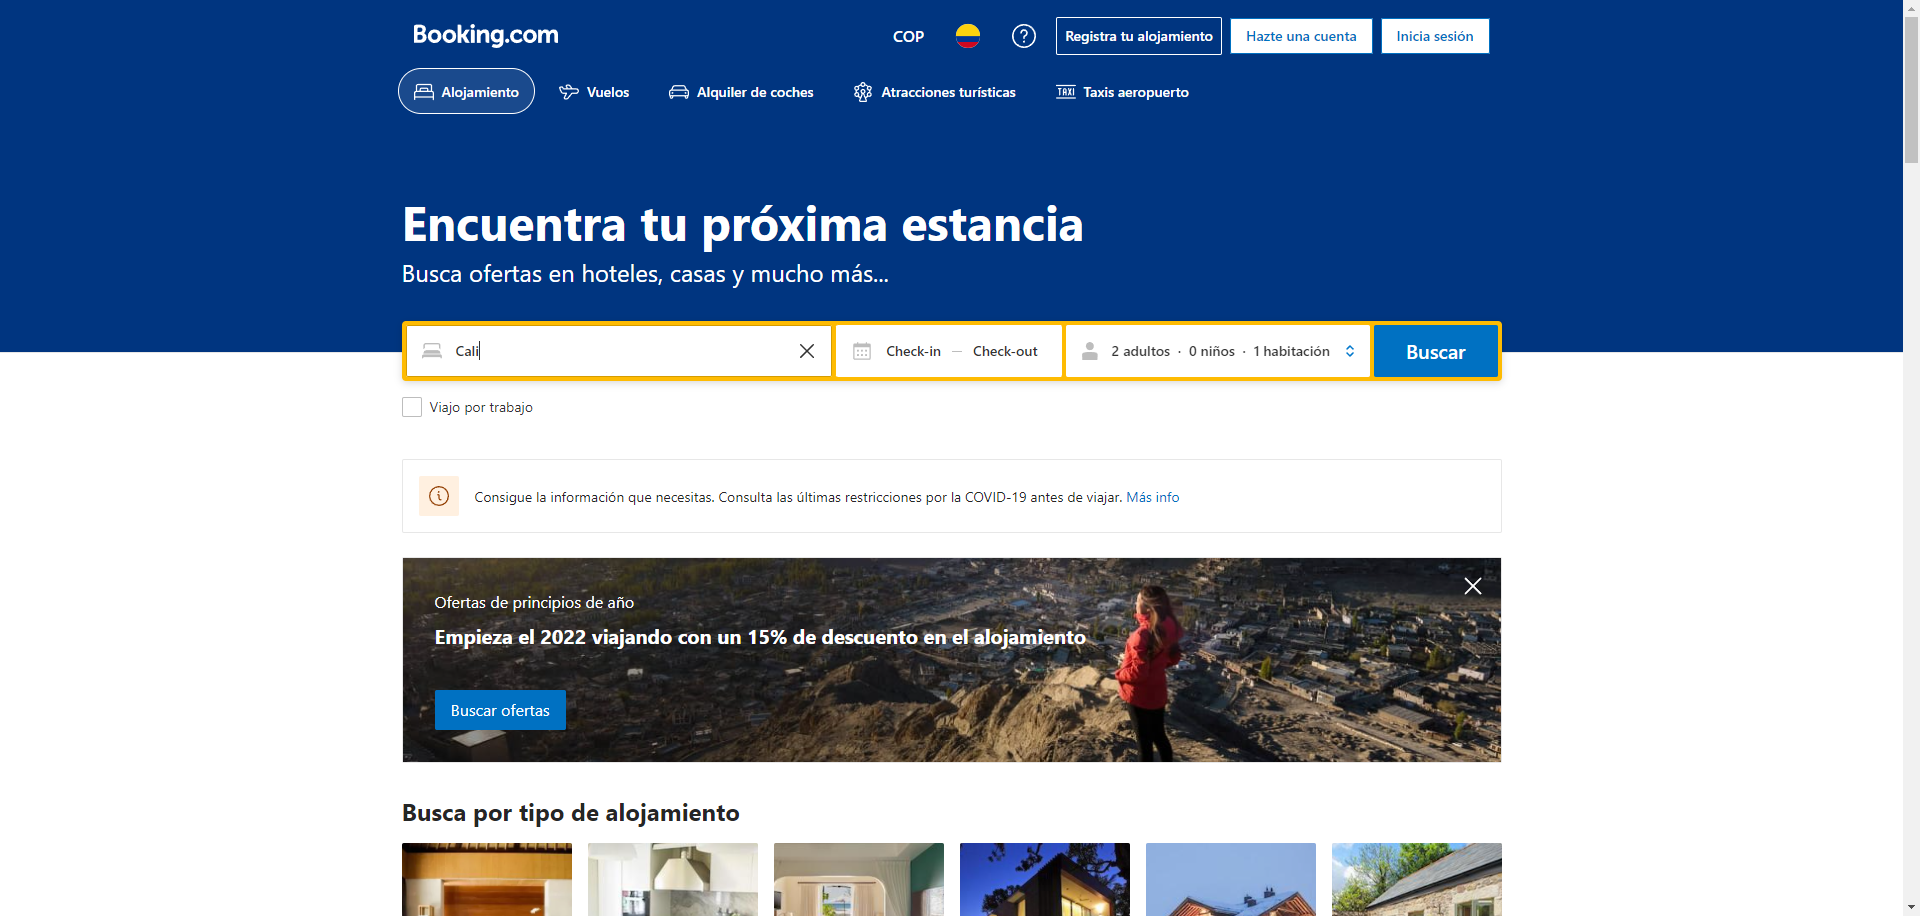 Booking.com
COP
Registra tu alojamiento
Hazte una cuenta
Inicia sesión
Alojamiento
Vuelos
Alquiler de coches
Atracciones turísticas
TAXI Taxis aeropuerto
Encuentra tu próxima estancia
Busca ofertas en hoteles, casas y mucho más...
Cali
Check-in — Check-out
2 adultos · 0 niños · 1 habitación
Buscar
Viajo por trabajo
Consigue la información que necesitas. Consulta las últimas restricciones por la COVID-19 antes de viajar. Más info
Ofertas de principios de año
Empieza el 2022 viajando con un 15% de descuento en el alojamiento
Buscar ofertas
Busca por tipo de alojamiento